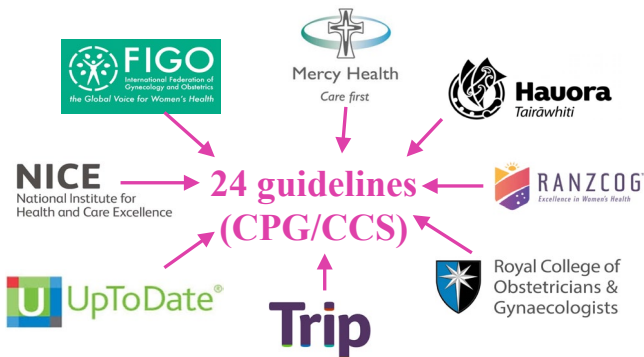 FIGO
International Federation of
Gynecology and Obstetrics
the Global Voice for Women's Health
Mercy Health
Care first
Hauora
Tairāwhiti
NICE
National Institute for
Health and Care Excellence
24 guidelines
(CPG/CCS)
RANZCOG
Excellence in Women's Health
U UpToDate®
Trip
Royal College of
Obstetricians &
Gynaecologists